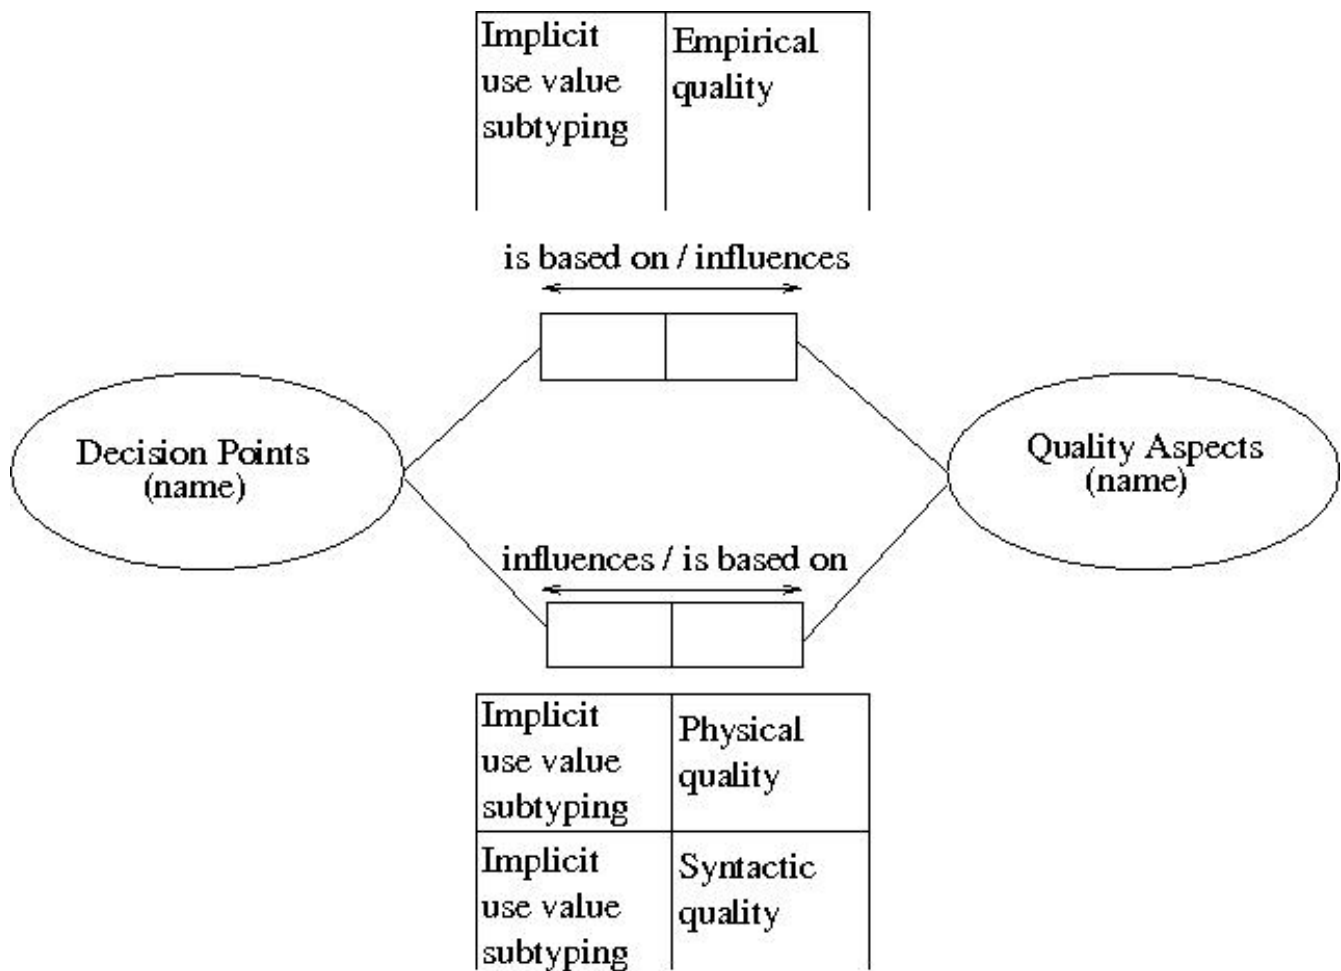 Implicit
use value
subtyping
Empirical
quality
is based on / influences
Decision Points
(name)
Quality Aspects
(name)
influences / is based on
Implicit
use value
subtyping
Physical
quality
Implicit
use value
subtyping
Syntactic
quality